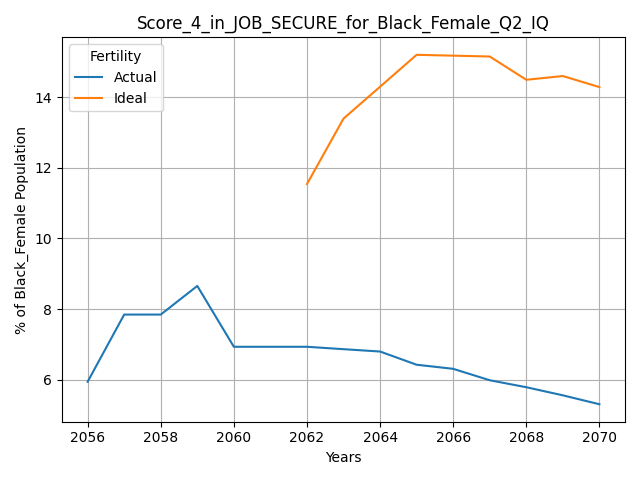 Score_4_in_JOB_SECURE_for_Black_Female_Q2_IQ
Fertility
Actual
Ideal
% of Black_Female Population
14
12
10
8
6
2056 2058 2060 2062 2064 2066 2068 2070
Years